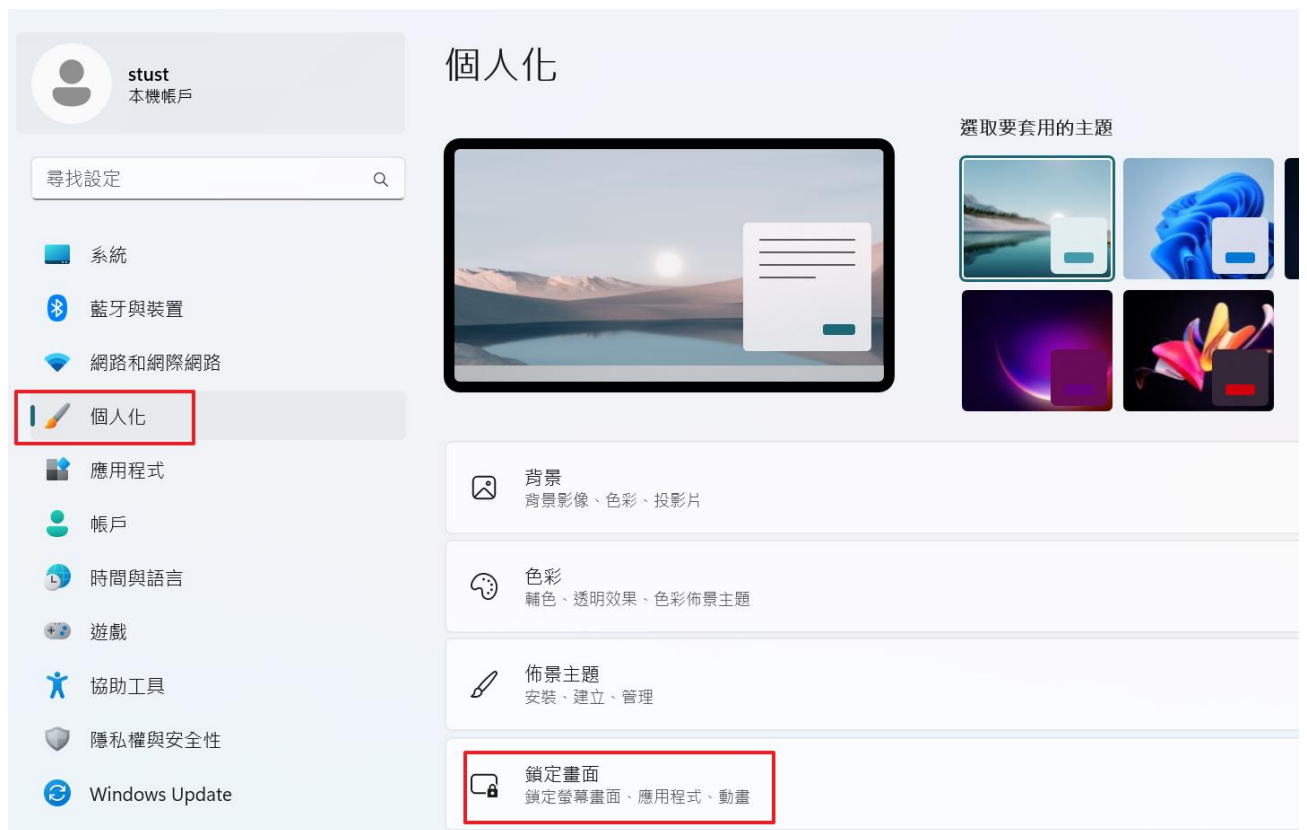 stust
本機帳戶
尋找設定
系統
藍牙與裝置
網路和網際網路
個人化
應用程式
帳戶
時間與語言
遊戲
協助工具
隱私權與安全性
Windows Update
個人化
選取要套用的主題
背景
背景影像、色彩、投影片
色彩
輔色、透明效果、色彩佈景主題
佈景主題
安裝、建立、管理
鎖定畫面
鎖定螢幕畫面、應用程式、動畫